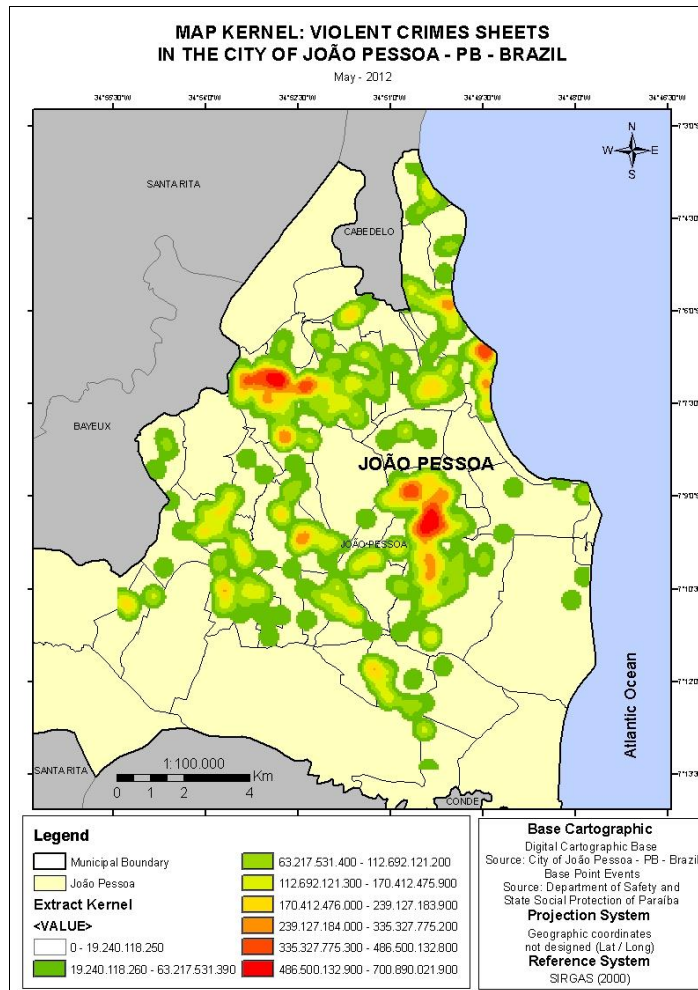 MAP KERNEL: VIOLENT CRIMES SHEETS
IN THE CITY OF JOÃO PESSOA - PB - BRAZIL
May - 2012
N
W E
S
SANTA RITA
CABEDELO
BAYEUX
JOÃO PESSOA
JOÃO PESSOA
Atlantic Ocean
SANTA RITA
1:100.000
Km
0 1 2 4
CONDE
Legend
Municipal Boundary
João Pessoa
Extract Kernel
<VALUE>
0 - 19.240.118.250
19.240.118.260 - 63.217.531.390
63.217.531.400 - 112.692.121.200
112.692.121.300 - 170.412.475.900
170.412.476.000 - 239.127.183.900
239.127.184.000 - 335.327.775.200
335.327.775.300 - 486.500.132.800
486.500.132.900 - 700.890.021.900
Base Cartographic
Digital Cartographic Base
Source: City of João Pessoa - PB - Brazil
Base Point Events
Source: Department of Safety and
State Social Protection of Paraíba
Projection System
Geographic coordinates
not designed (Lat / Long)
Reference System
SIRGAS (2000)